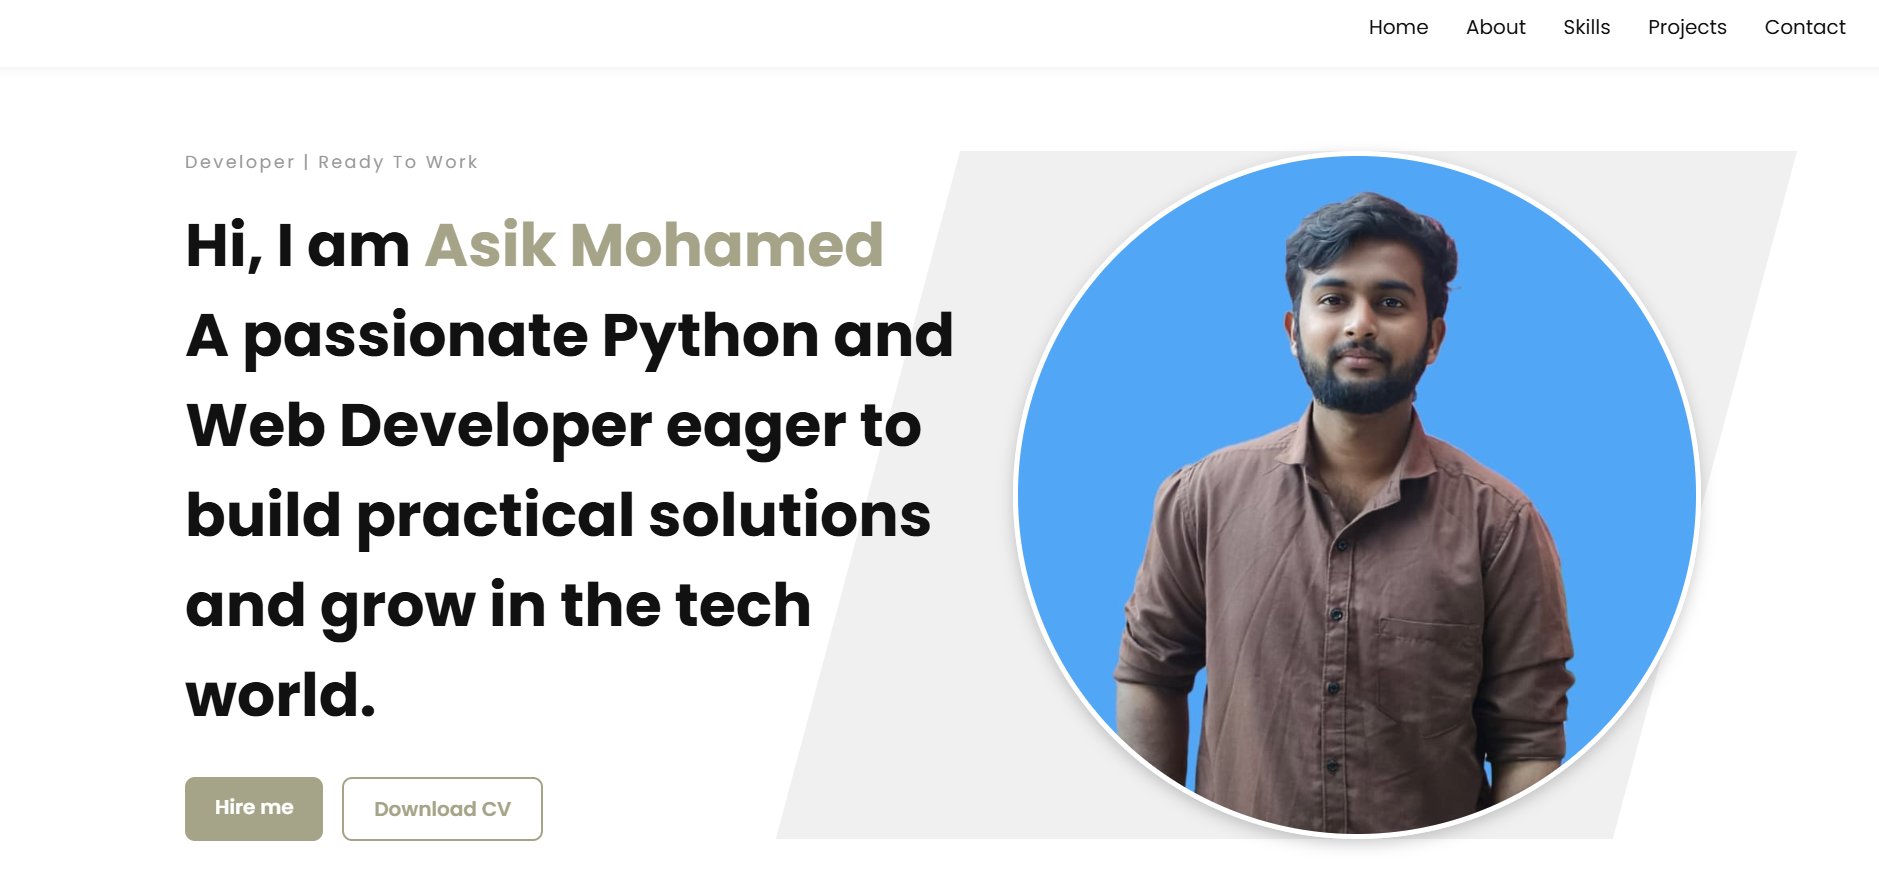 Home About Skills Projects Contact
Developer | Ready To Work
Hi, I am Asik Mohamed
A passionate Python and
Web Developer eager to
build practical solutions
and grow in the tech
world.
Hire me Download CV